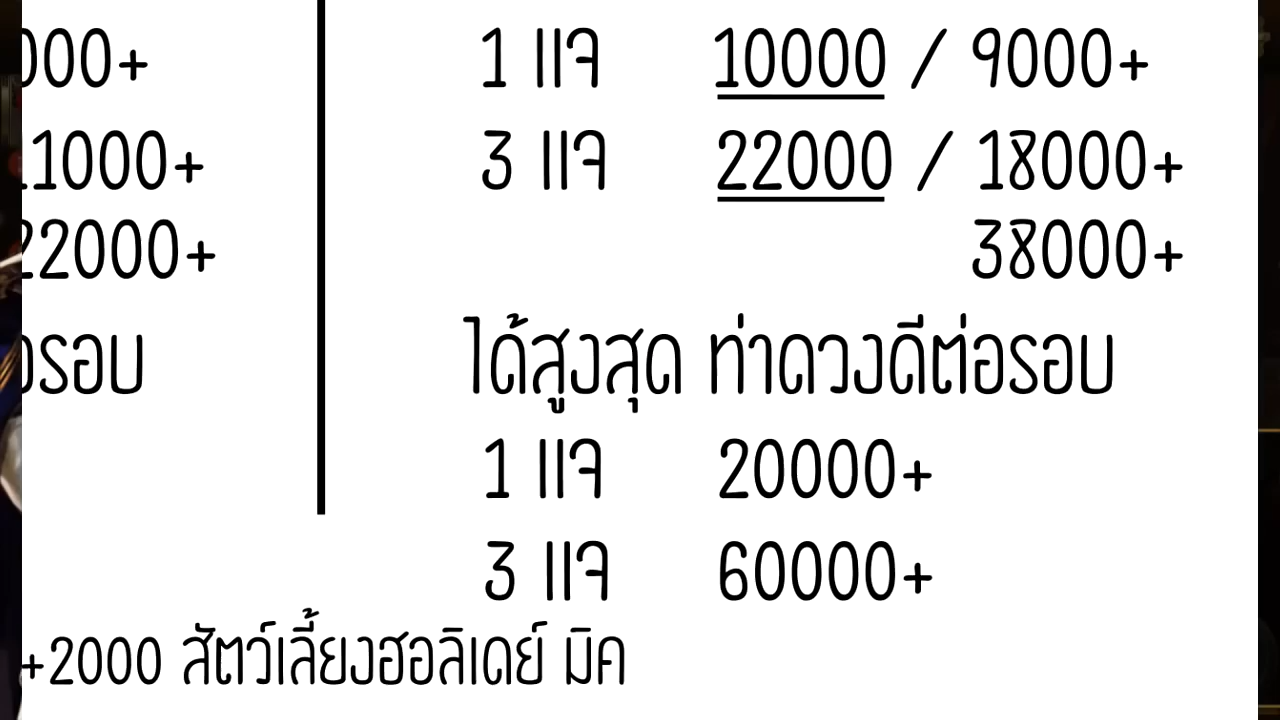 000+
11000+
22000+
อรอบ
1 แจ 10000 / 9000+
3 แจ 22000 / 18000+
38000+
ได้สูงสุด ท่าดวงดีต่อรอบ
1 แจ 20000+
3 แจ 60000+
+2000 สัตว์เลี้ยงฮอลิเดย์ มิค